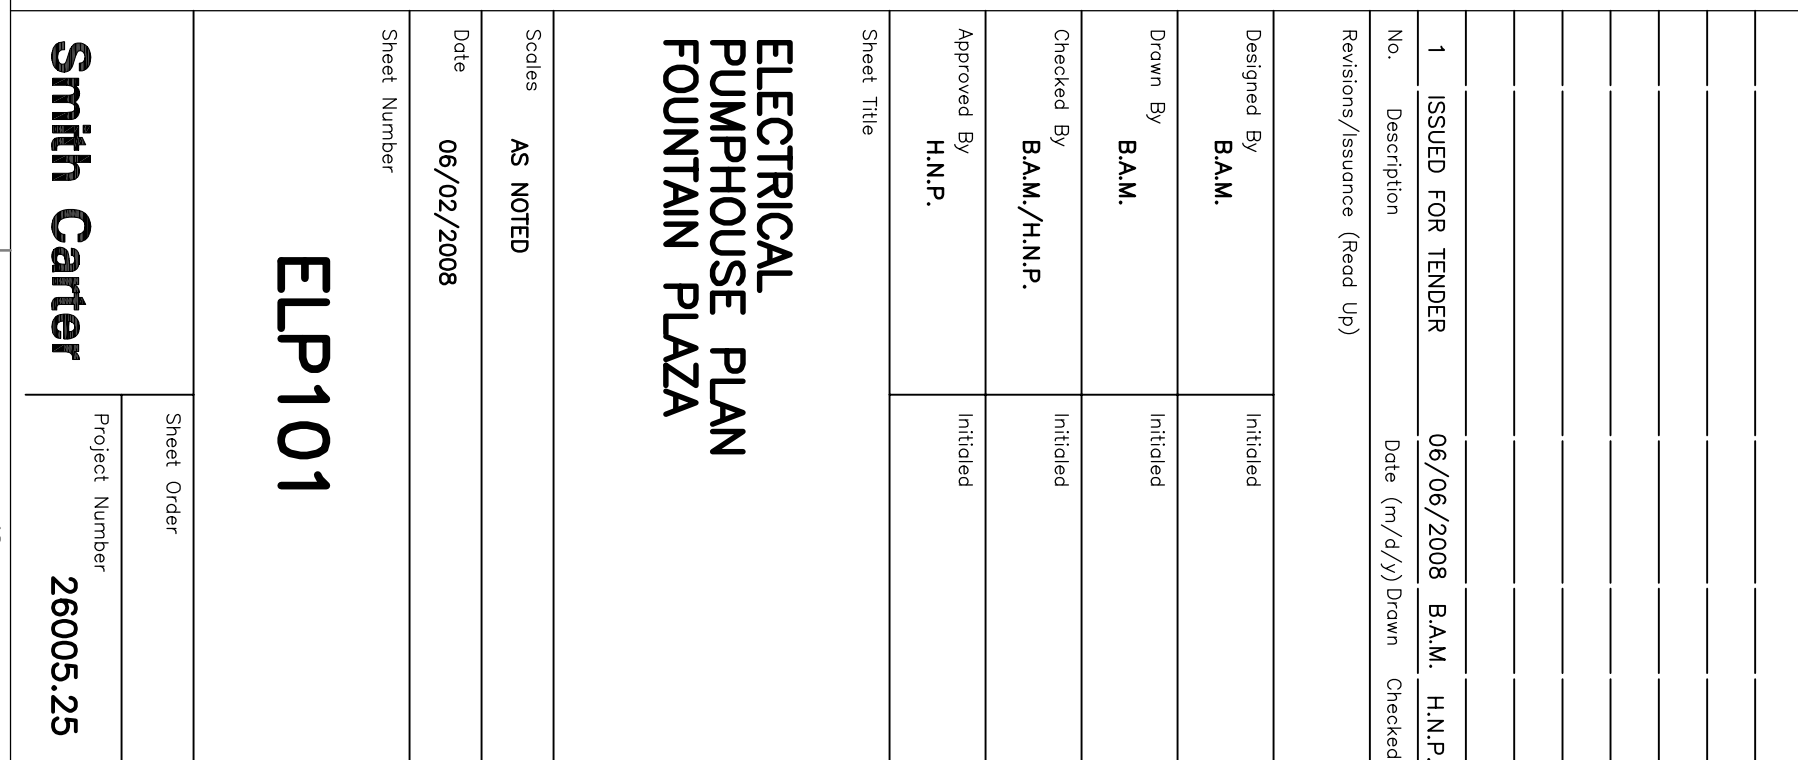 1 ISSUED FOR TENDER 06/06/2008 B.A.M. H.N.P.
No. Description Date (m/d/y) Drawn Checked
Revisions/Issuance (Read Up)
Designed By Initialed
B.A.M.
Drawn By Initialed
B.A.M.
Checked By Initialed
B.A.M./H.N.P.
Approved By Initialed
H.N.P.
Sheet Title
ELECTRICAL
PUMPHOUSE PLAN
FOUNTAIN PLAZA
Scales
AS NOTED
Date
06/02/2008
Sheet Number
ELP101
Sheet Order
Project Number
26005.25
Smith Carter